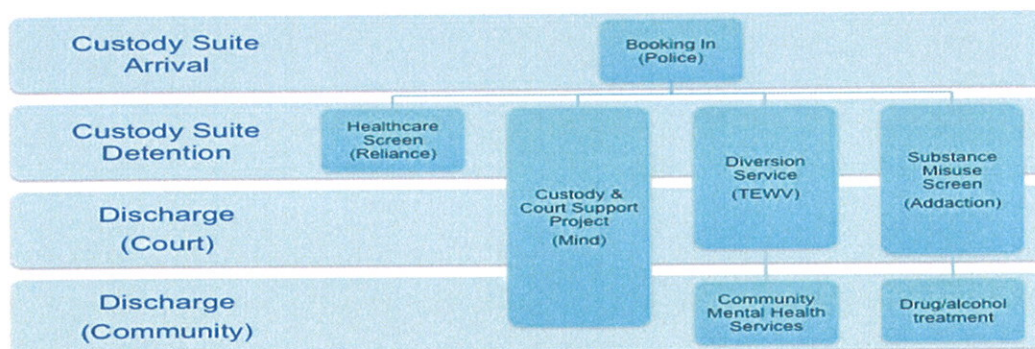 Custody Suite
Arrival
Booking In
(Police)
Custody Suite
Detention
Healthcare
Screen
(Reliance)
Custody &
Court Support
Project
(Mind)
Diversion
Service
(TEWV)
Substance
Misuse
Screen
(Addaction)
Discharge
(Court)
Discharge
(Community)
Community
Mental Health
Services
Drug/alcohol
treatment